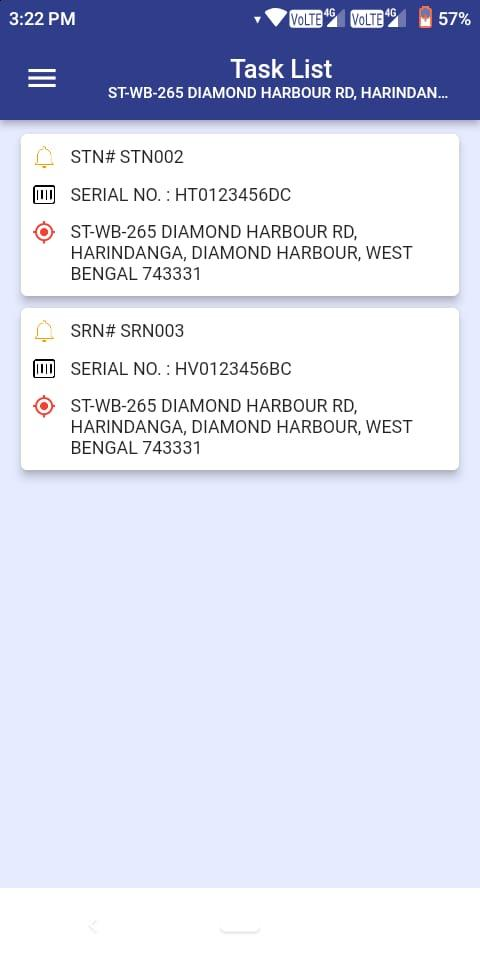 3:22 PM
VoLTE 4G VoLTE 4G 57%
Task List
ST-WB-265 DIAMOND HARBOUR RD, HARINDAN...
STN# STN002
SERIAL NO. : HT0123456DC
ST-WB-265 DIAMOND HARBOUR RD,
HARINDANGA, DIAMOND HARBOUR, WEST
BENGAL 743331
SRN# SRN003
SERIAL NO. : HV0123456BC
ST-WB-265 DIAMOND HARBOUR RD,
HARINDANGA, DIAMOND HARBOUR, WEST
BENGAL 743331